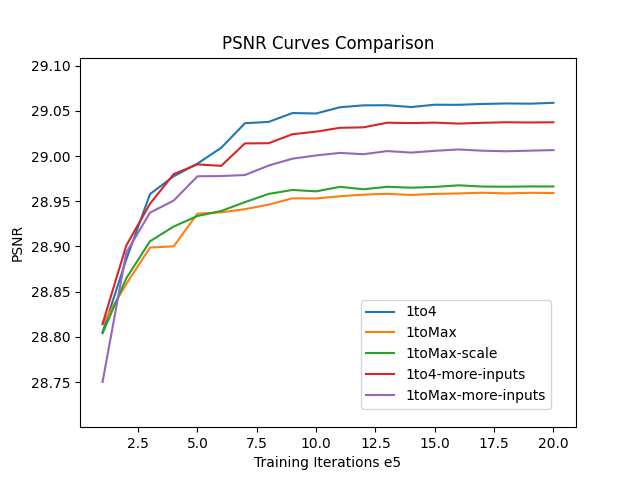 PSNR Curves Comparison
29.10
29.05
29.00
28.95
28.90
28.85
28.80
28.75
PSNR
1to4
1toMax
1toMax-scale
1to4-more-inputs
1toMax-more-inputs
2.5 5.0 7.5 10.0 12.5 15.0 17.5 20.0
Training Iterations e5